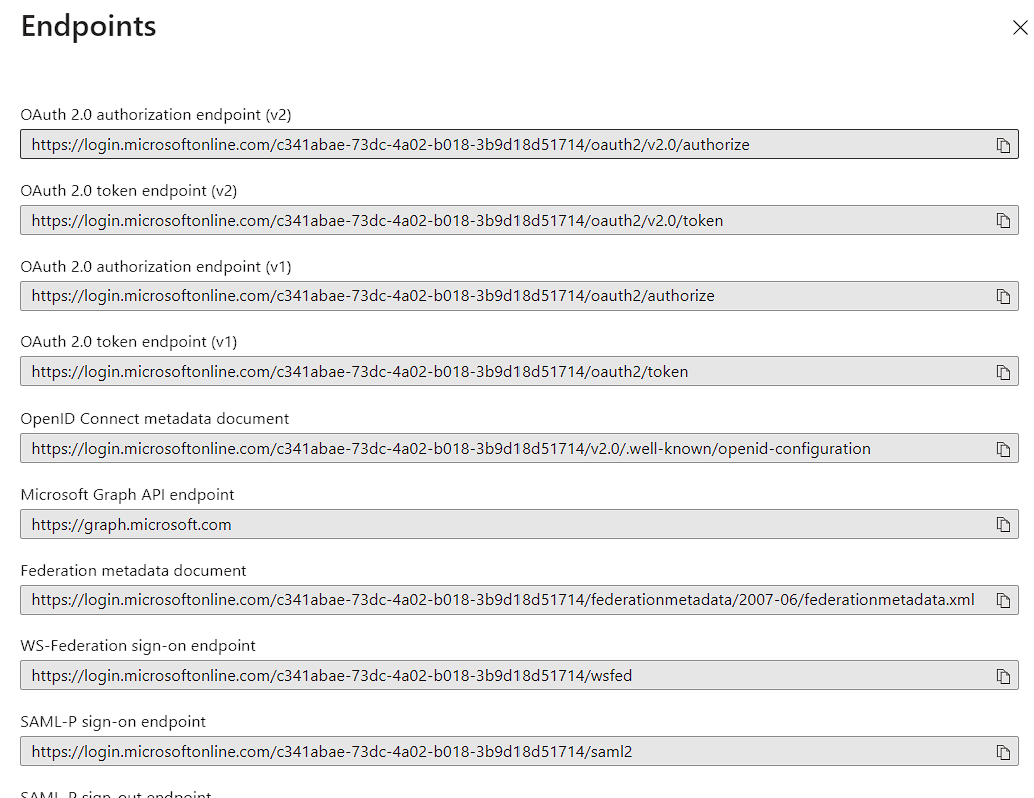 Endpoints
OAuth 2.0 authorization endpoint (v2)
https://login.microsoftonline.com/c341abae-73dc-4a02-b018-3b9d18d51714/oauth2/v2.0/authorize
OAuth 2.0 token endpoint (v2)
https://login.microsoftonline.com/c341abae-73dc-4a02-b018-3b9d18d51714/oauth2/v2.0/token
OAuth 2.0 authorization endpoint (v1)
https://login.microsoftonline.com/c341abae-73dc-4a02-b018-3b9d18d51714/oauth2/authorize
OAuth 2.0 token endpoint (v1)
https://login.microsoftonline.com/c341abae-73dc-4a02-b018-3b9d18d51714/oauth2/token
OpenID Connect metadata document
https://login.microsoftonline.com/c341abae-73dc-4a02-b018-3b9d18d51714/v2.0/.well-known/openid-configuration
Microsoft Graph API endpoint
https://graph.microsoft.com
Federation metadata document
https://login.microsoftonline.com/c341abae-73dc-4a02-b018-3b9d18d51714/federationmetadata/2007-06/federationmetadata.xml
WS-Federation sign-on endpoint
https://login.microsoftonline.com/c341abae-73dc-4a02-b018-3b9d18d51714/wsfed
SAML-P sign-on endpoint
https://login.microsoftonline.com/c341abae-73dc-4a02-b018-3b9d18d51714/saml2
SAML-P sign-out endpoint